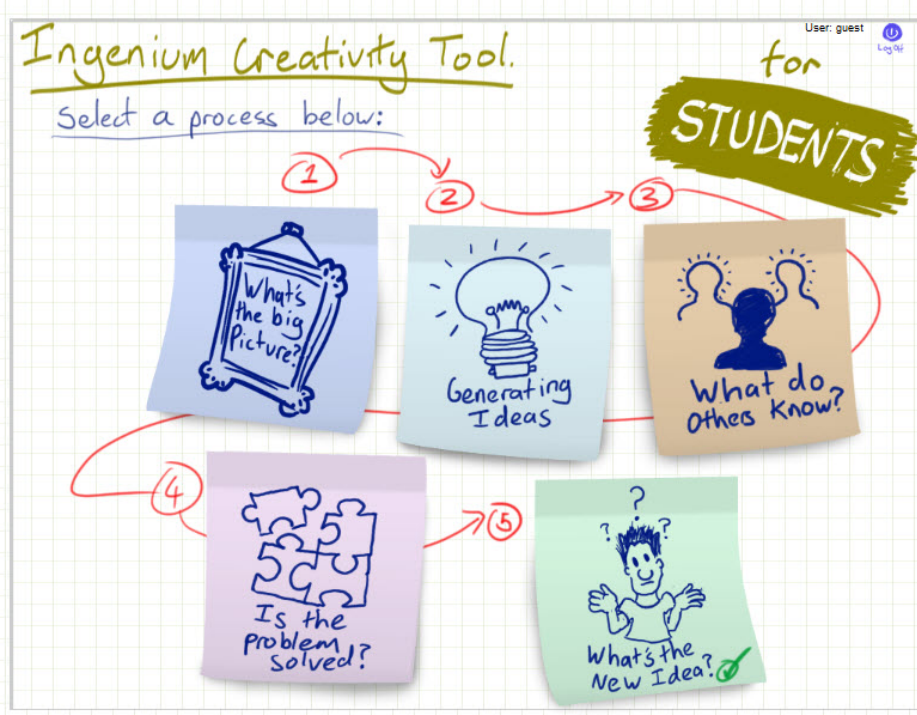 User: guest
Log Off
Ingenium Creativity Tool.
for
STUDENTS
Select a process below:
1
2
3
What's
the big
Picture?
Generating
Ideas
What do
Others Know?
4
5
Is the
problem
Solved?
? ? ?
What's the
New Idea?